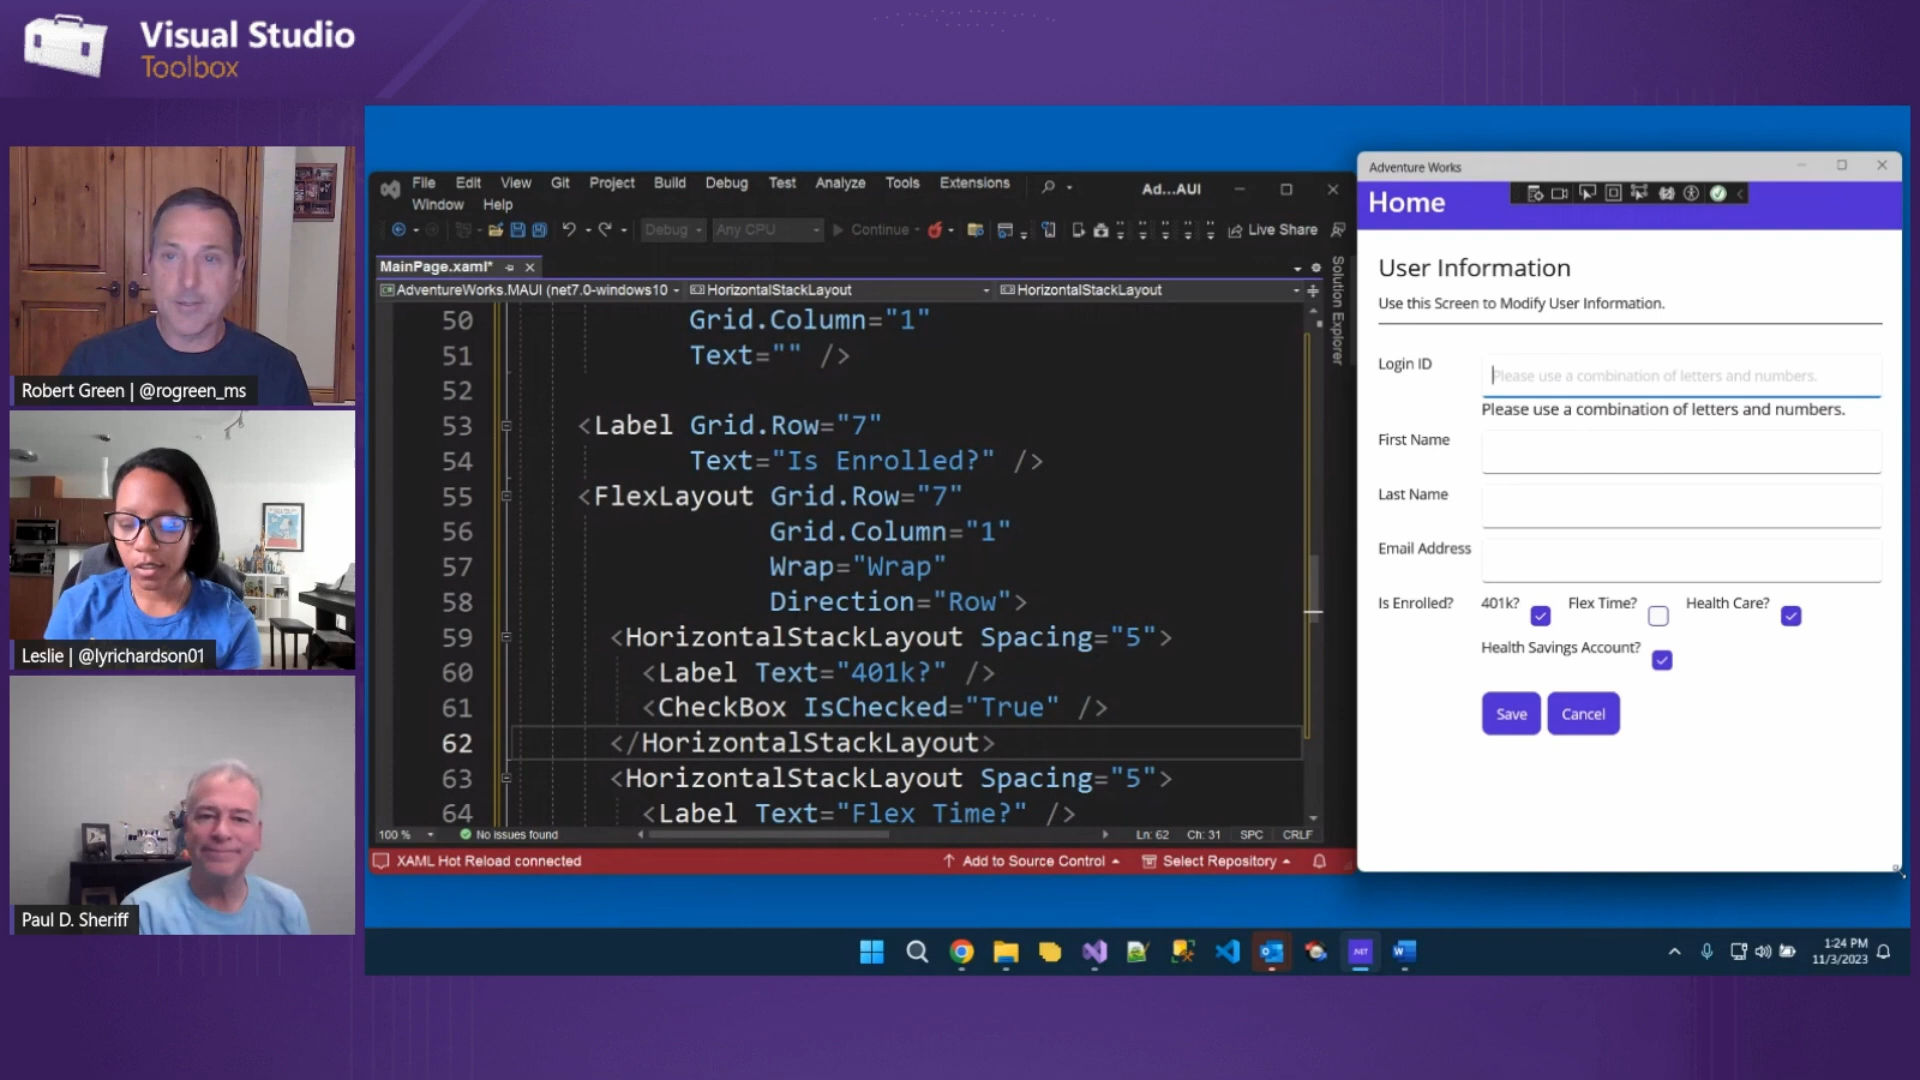 Visual Studio
Toolbox
Robert Green | @rogreen_ms
Leslie | @lyrichardson01
Paul D. Sheriff
File Edit View Git Project Build Debug Test Analyze Tools Extensions
Window Help
Ad...AUI
Debug Any CPU Continue Live Share
MainPage.xaml*
AdventureWorks.MAUI (net7.0-windows10 HorizontalStackLayout HorizontalStackLayout
Solution Explorer
50 Grid.Column="1"
51 Text="" />
52
53 <Label Grid.Row="7"
54 Text="Is Enrolled?" />
55 <FlexLayout Grid.Row="7"
56 Grid.Column="1"
57 Wrap="Wrap"
58 Direction="Row">
59 <HorizontalStackLayout Spacing="5">
60 <Label Text="401k?" />
61 <CheckBox IsChecked="True" />
62 </HorizontalStackLayout>
63 <HorizontalStackLayout Spacing="5">
64 <Label Text="Flex Time?" />
100 % No issues found Ln: 62 Ch: 31 SPC CRLF
XAML Hot Reload connected Add to Source Control Select Repository
Adventure Works
Home
User Information
Use this Screen to Modify User Information.
Login ID
Please use a combination of letters and numbers.
Please use a combination of letters and numbers.
First Name
Last Name
Email Address
Is Enrolled? 401k? Flex Time? Health Care?
Health Savings Account?
Save Cancel
.NET
1:24 PM
11/3/2023